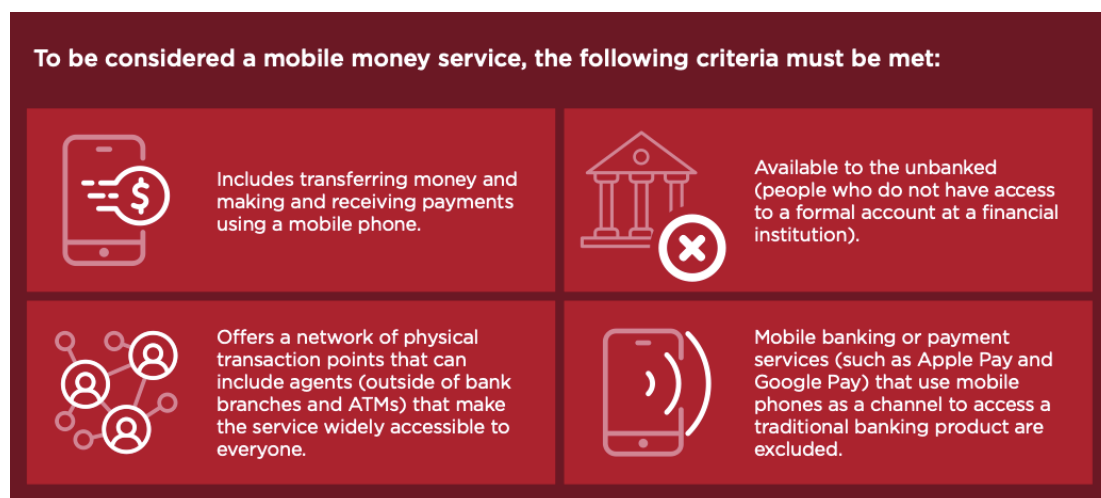 To be considered a mobile money service, the following criteria must be met:
$
Includes transferring money and
making and receiving payments
using a mobile phone.
Available to the unbanked
(people who do not have access
to a formal account at a financial
institution).
Offers a network of physical
transaction points that can
include agents (outside of bank
branches and ATMs) that make
the service widely accessible to
everyone.
Mobile banking or payment
services (such as Apple Pay and
Google Pay) that use mobile
phones as a channel to access a
traditional banking product are
excluded.